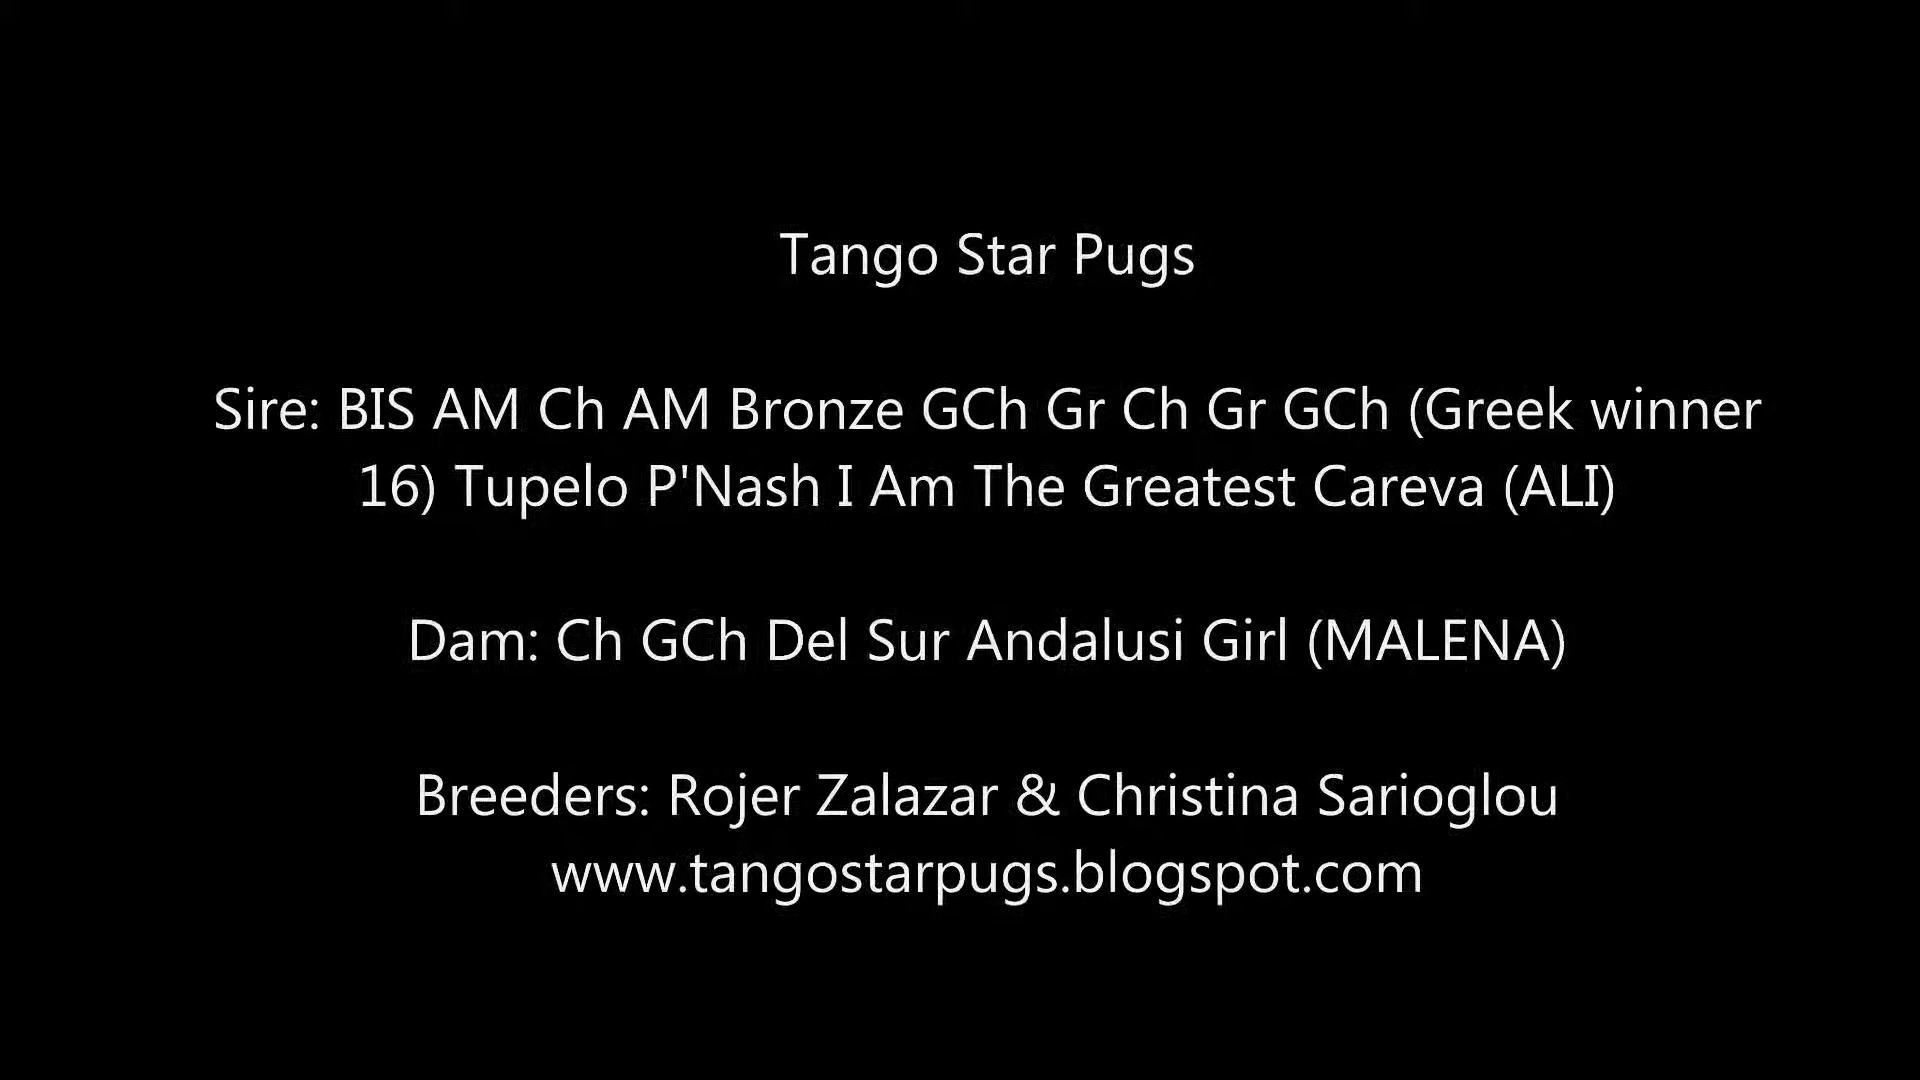 Tango Star Pugs
Sire: BIS AM Ch AM Bronze GCh Gr Ch Gr GCh (Greek winner
16) Tupelo P'Nash I Am The Greatest Careva (ALI)
Dam: Ch GCh Del Sur Andalusi Girl (MALENA)
Breeders: Rojer Zalazar & Christina Sarioglou
www.tangostarpugs.blogspot.com